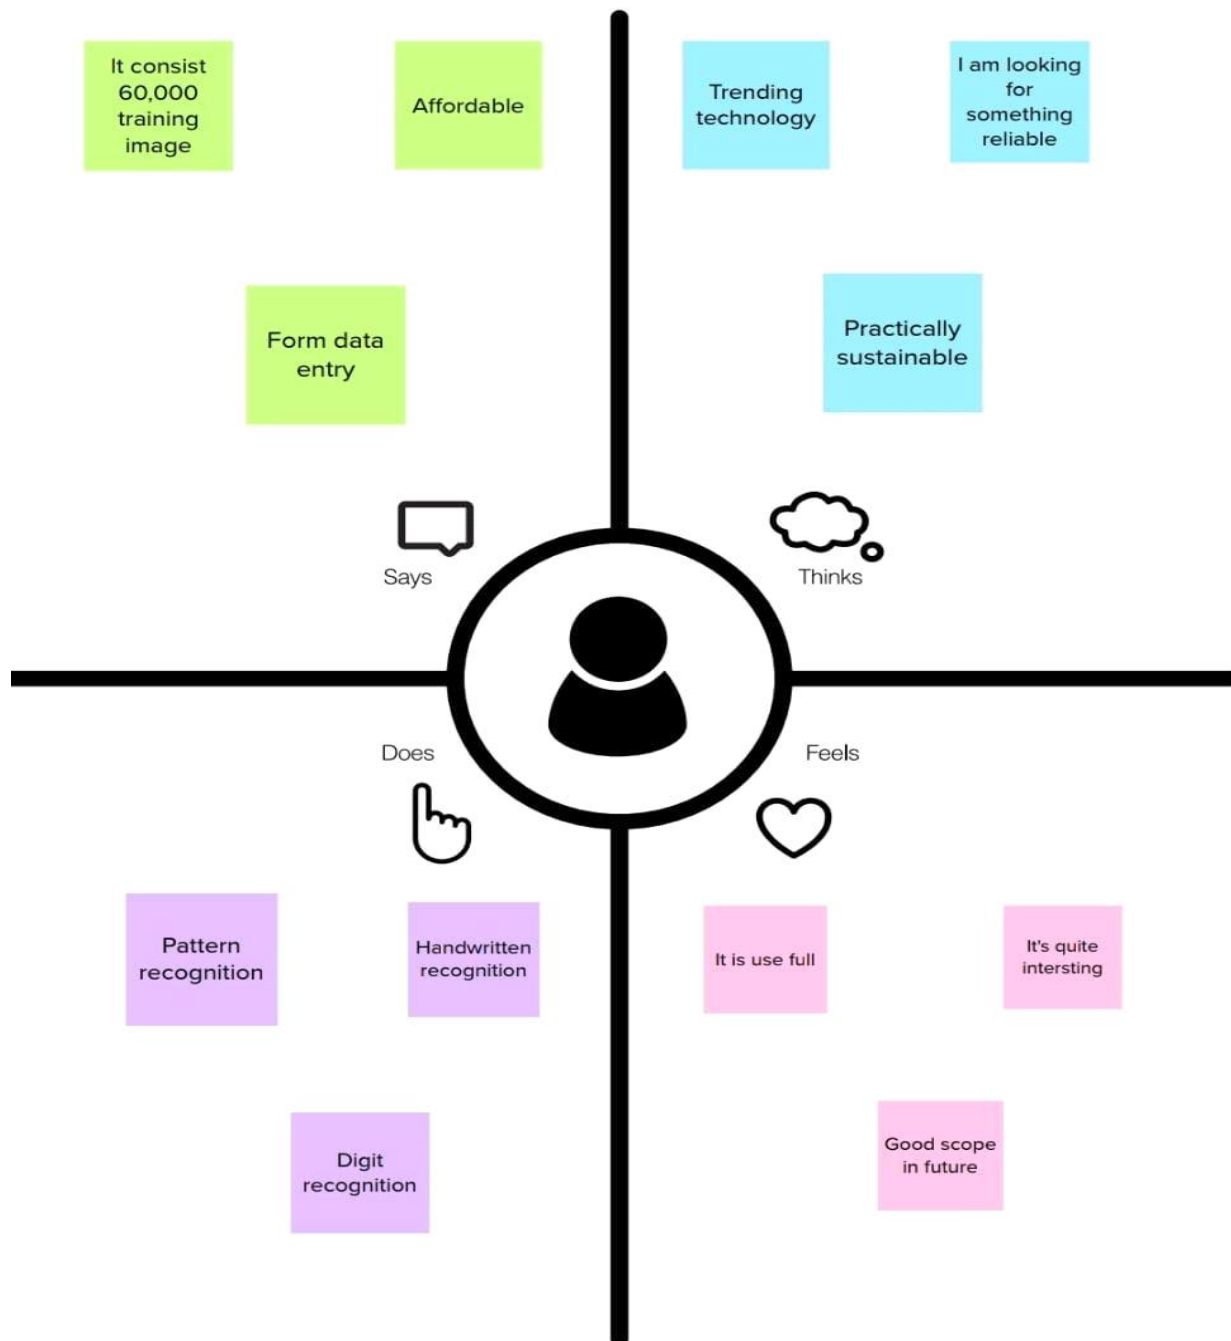 It consist
60,000
training
image
Affordable
Form data
entry
Says
Trending
technology
I am looking
for
something
reliable
Practically
sustainable
Thinks
Does
Pattern
recognition
Handwritten
recognition
Digit
recognition
Feels
It is use full
It's quite
intersting
Good scope
in future